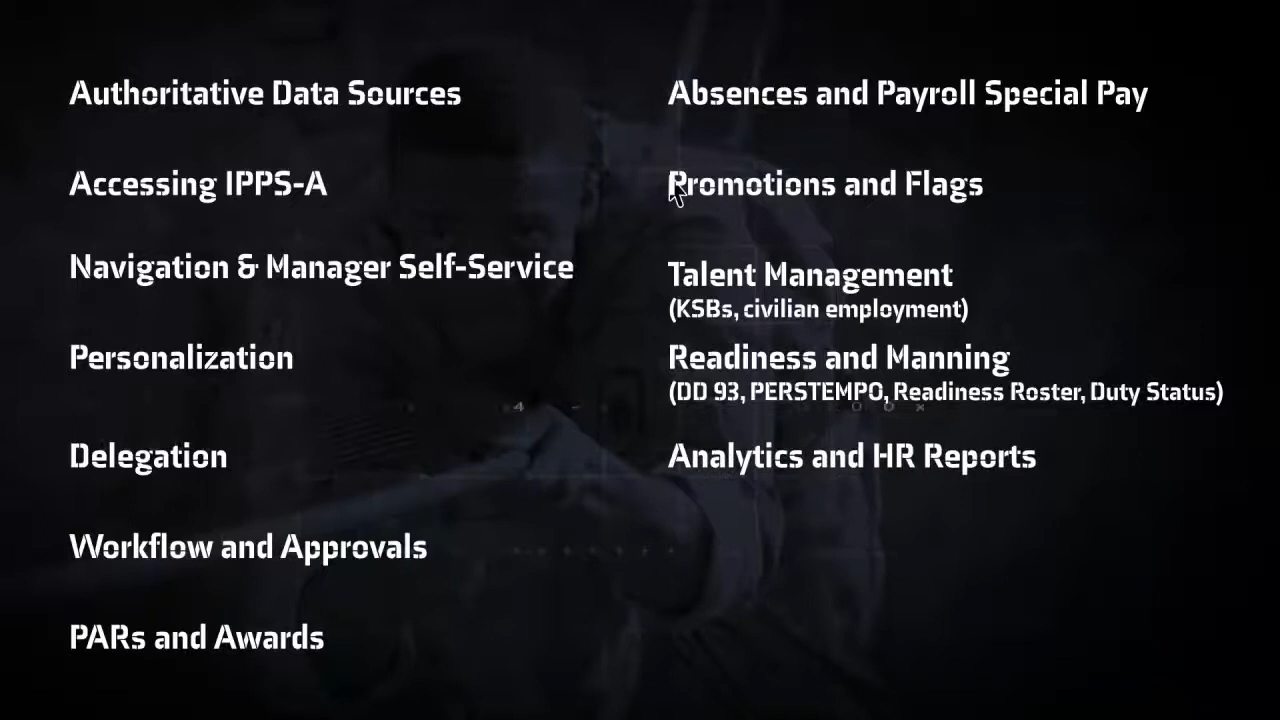 Authoritative Data Sources
Accessing IPPS-A
Navigation & Manager Self-Service
Personalization
Delegation
Workflow and Approvals
PARs and Awards
Absences and Payroll Special Pay
Promotions and Flags
Talent Management
(KSBs, civilian employment)
Readiness and Manning
(DD 93, PERSTEMPO, Readiness Roster, Duty Status)
Analytics and HR Reports